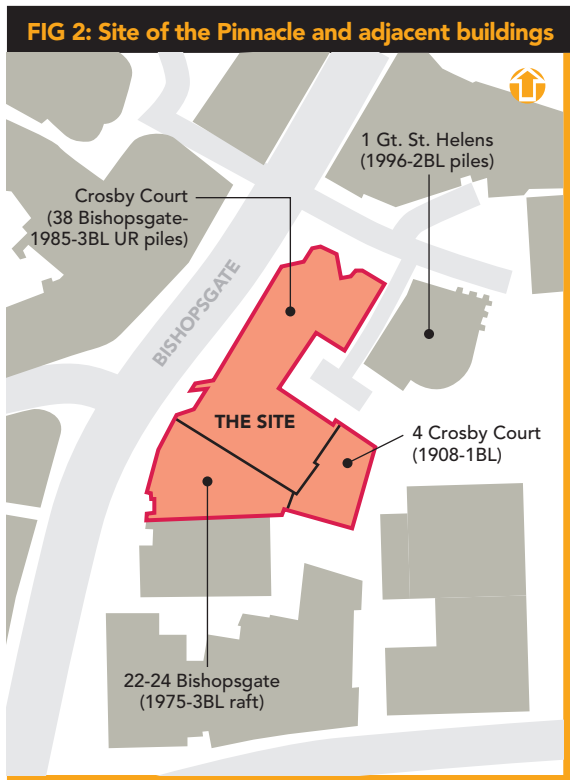 FIG 2: Site of the Pinnacle and adjacent buildings
1 Gt. St. Helens
(1996-2BL piles)
Crosby Court
(38 Bishopsgate-
1985-3BL UR piles)
BISHOPSGATE
THE SITE
4 Crosby Court
(1908-1BL)
22-24 Bishopsgate
(1975-3BL raft)